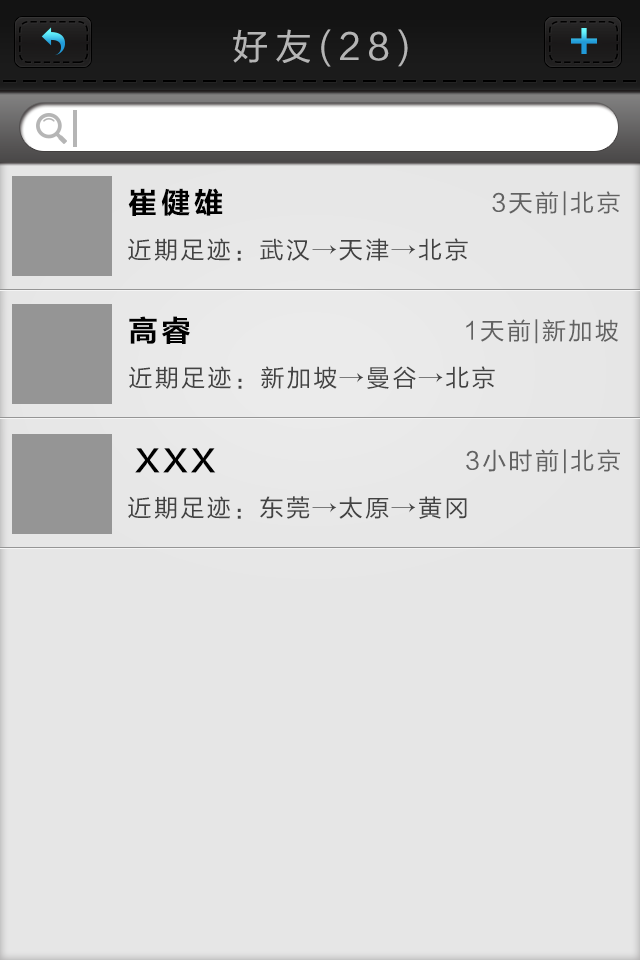 好友(28)
崔健雄 3天前|北京
近期足迹：武汉→天津→北京
高睿 1天前|新加坡
近期足迹：新加坡→曼谷→北京
XXX 3小时前|北京
近期足迹：东莞→太原→黄冈